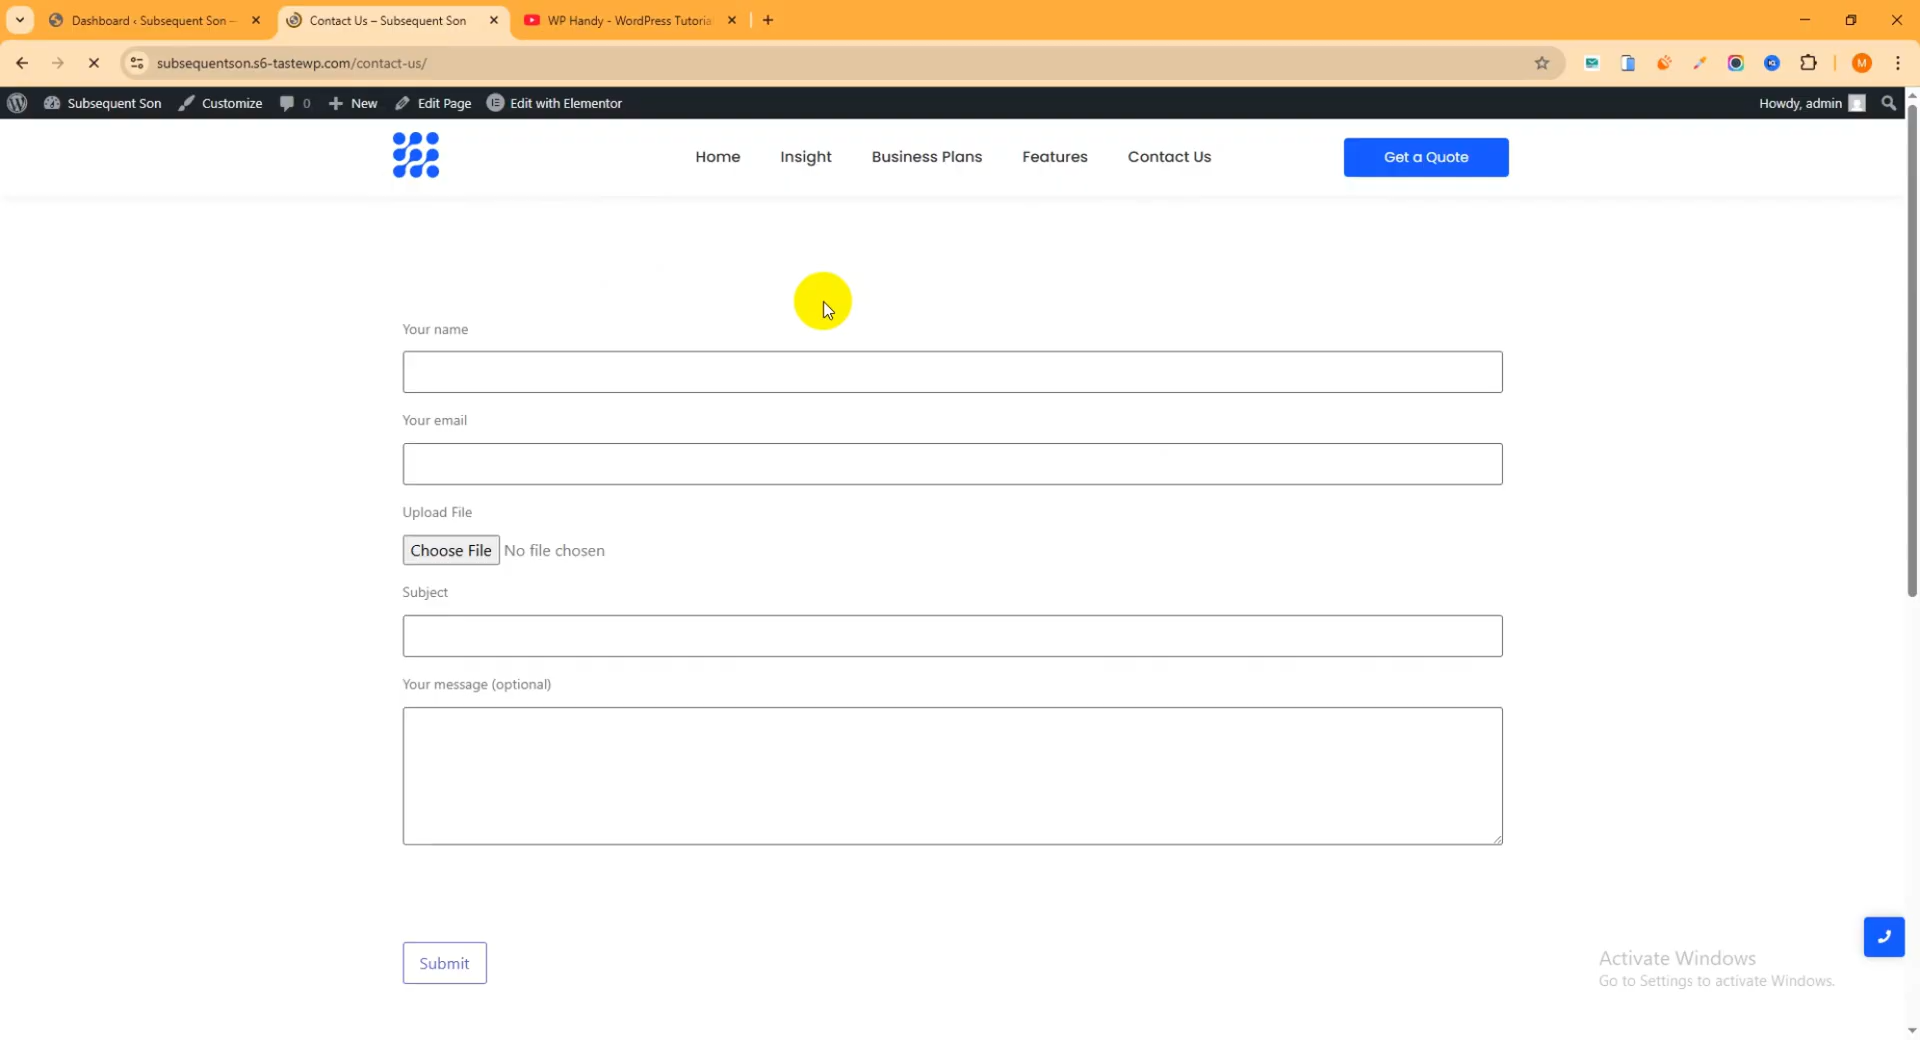 Dashboard ‹ Subsequent Son —
Contact Us – Subsequent Son
WP Handy - WordPress Tutoria
subsequentson.s6-tastewp.com/contact-us/
M
Subsequent Son
Customize
0
New
Edit Page
Edit with Elementor
Howdy, admin
Home
Insight
Business Plans
Features
Contact Us
Get a Quote
Your name
Your email
Upload File
Choose File No file chosen
Subject
Your message (optional)
Submit
Activate Windows
Go to Settings to activate Windows.